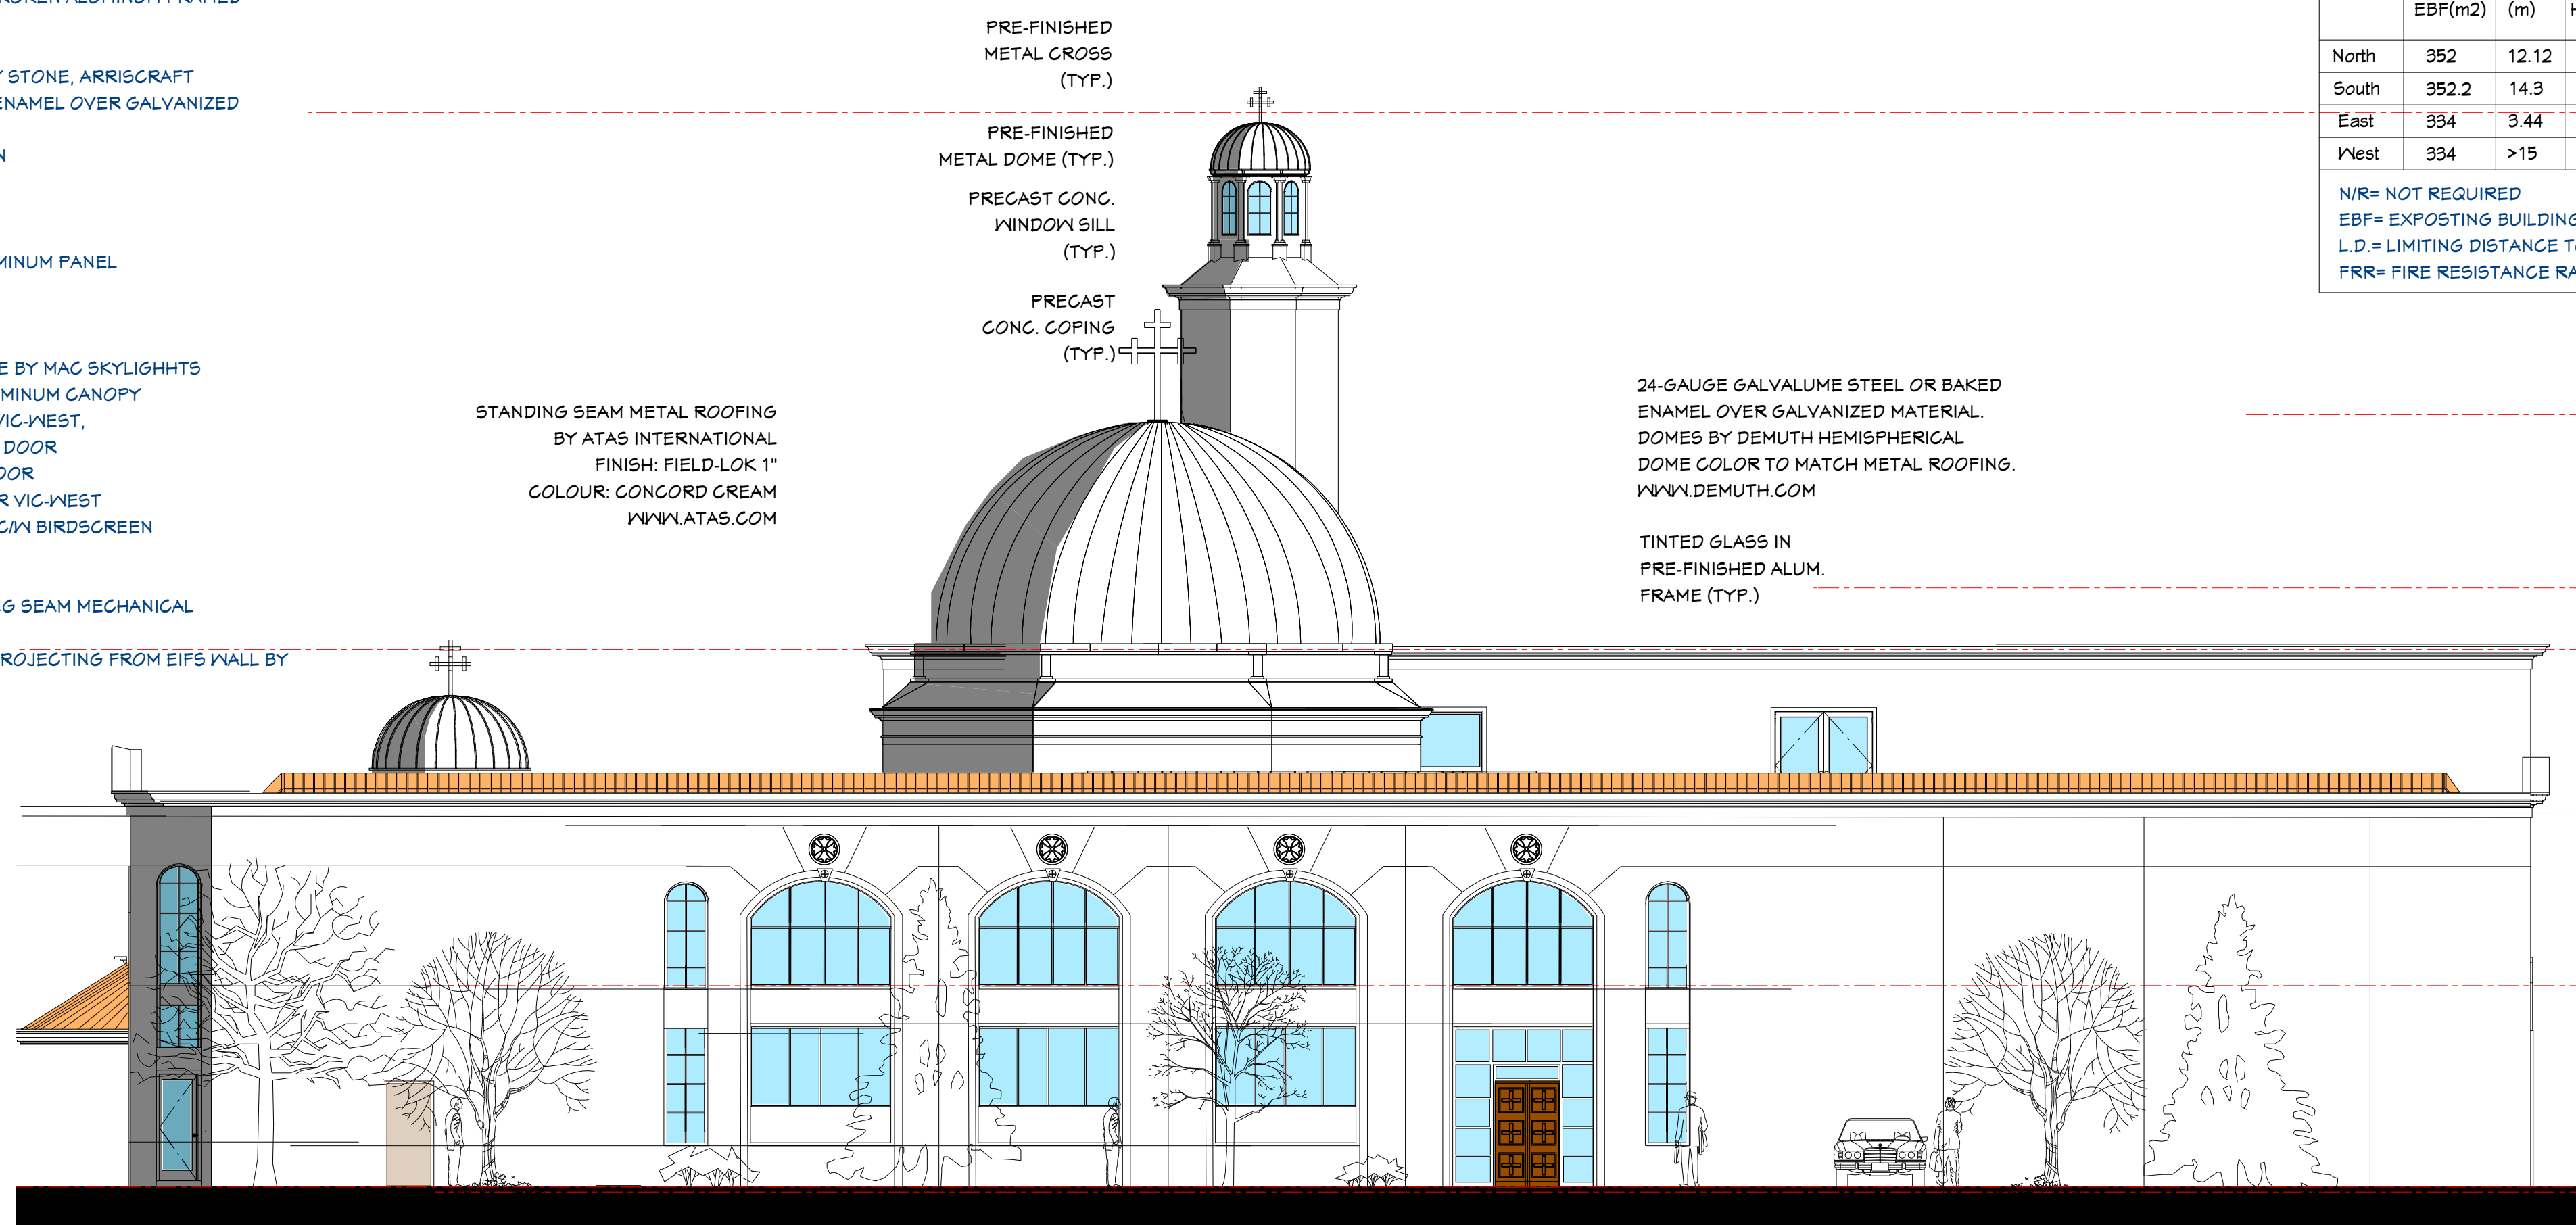 STONE, ARRISCRAFT
ENAMEL OVER GALVANIZED
PANEL
BY MAC SKYLIGHHTS
CANOPY
VIC-WEST,
DOOR
VIC-WEST
C/W BIRDSCREEN
SEAM MECHANICAL
FROM EIFS WALL BY
PRE-FINISHED
METAL CROSS
(TYP.)
PRE-FINISHED
METAL DOME (TYP.)
PRECAST CONC.
WINDOW SILL
(TYP.)
PRECAST
CONC. COPING
(TYP.)
STANDING SEAM METAL ROOFING
BY ATAS INTERNATIONAL
FINISH: FIELD-LOK 1"
COLOUR: CONCORD CREAM
WWW.ATAS.COM
24-GAUGE GALVALUME STEEL OR BAKED
ENAMEL OVER GALVANIZED MATERIAL.
DOMES BY DEMUTH HEMISPHERICAL
DOME COLOR TO MATCH METAL ROOFING.
WWW.DEMUTH.COM
TINTED GLASS IN
PRE-FINISHED ALUM.
FRAME (TYP.)
EBF(m2) (m)
North 352 12.12
South 352.2 14.3
East 334 3.44
West 334 >15
N/R= NOT REQUIRED
EBF= EXPOSTING BUILDING
L.D.= LIMITING DISTANCE
FRR= FIRE RESISTANCE